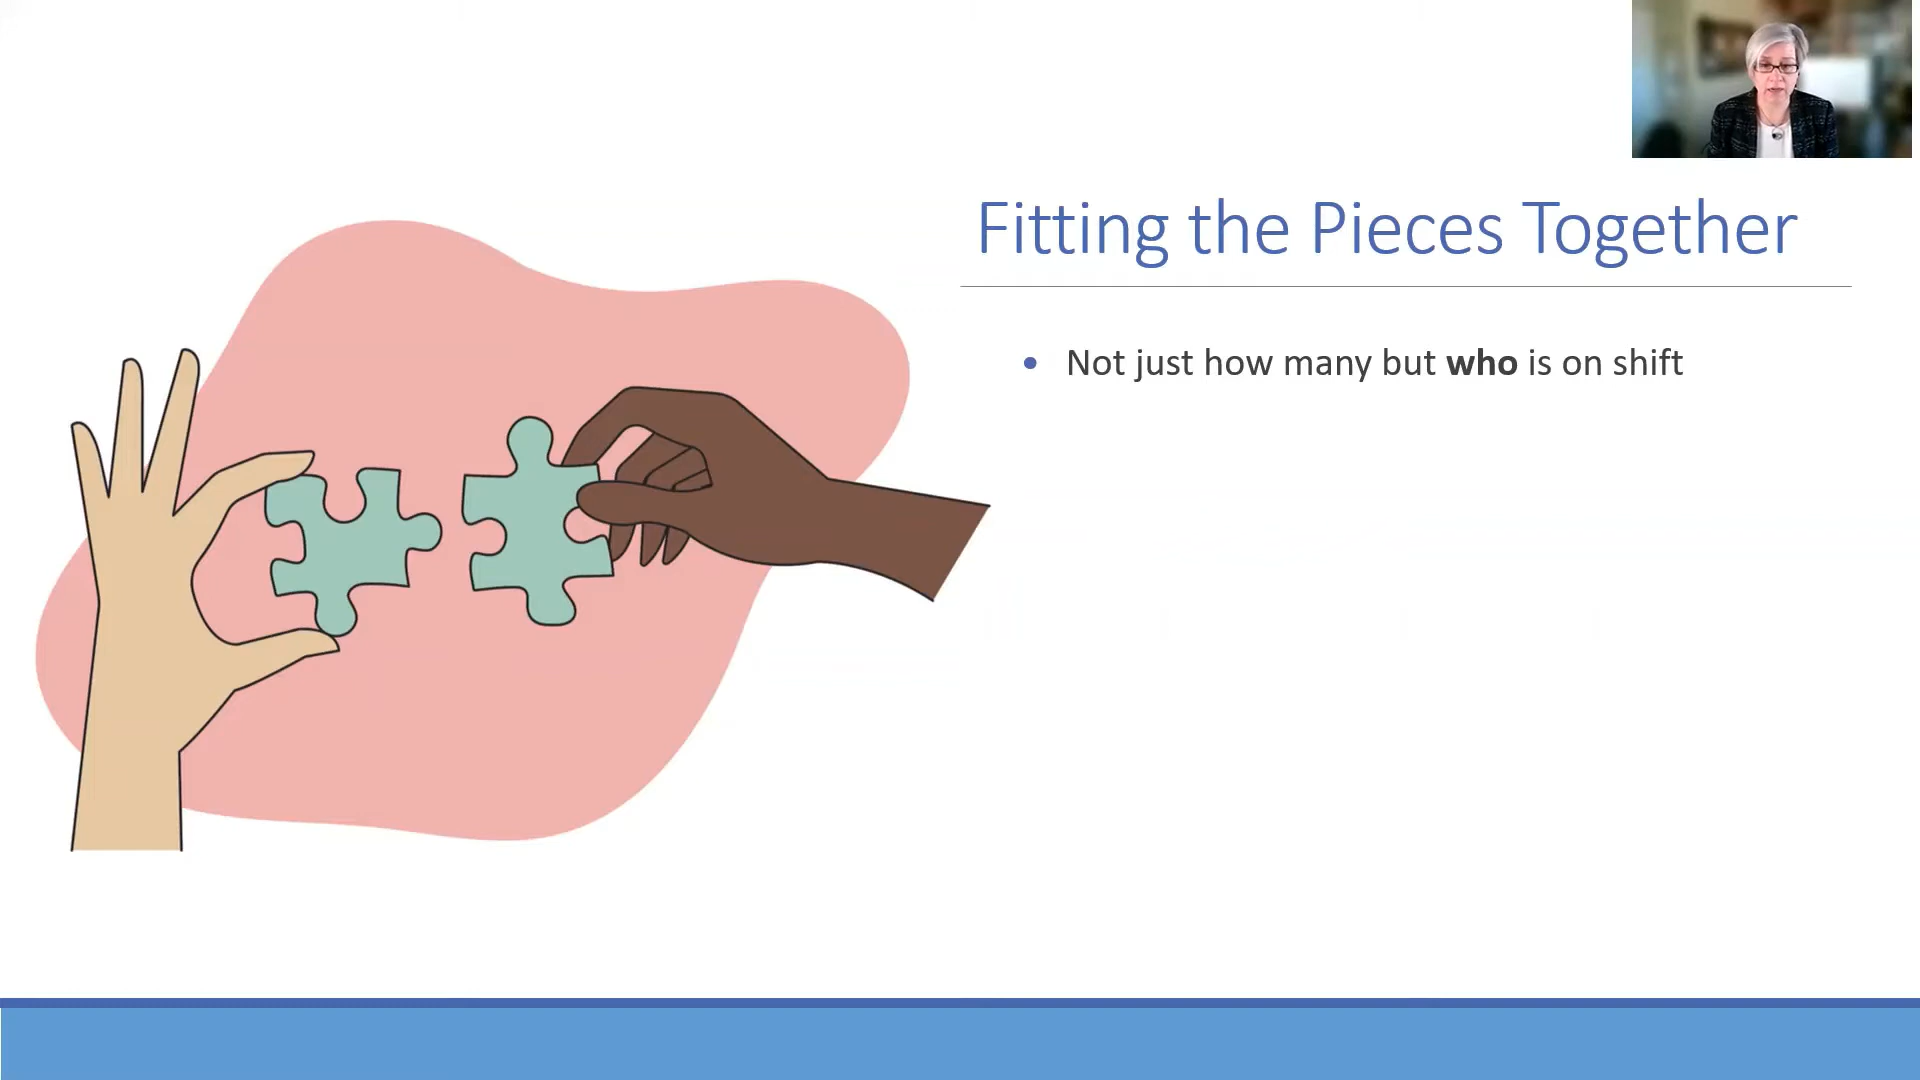 Fitting the Pieces Together
• Not just how many but who is on shift